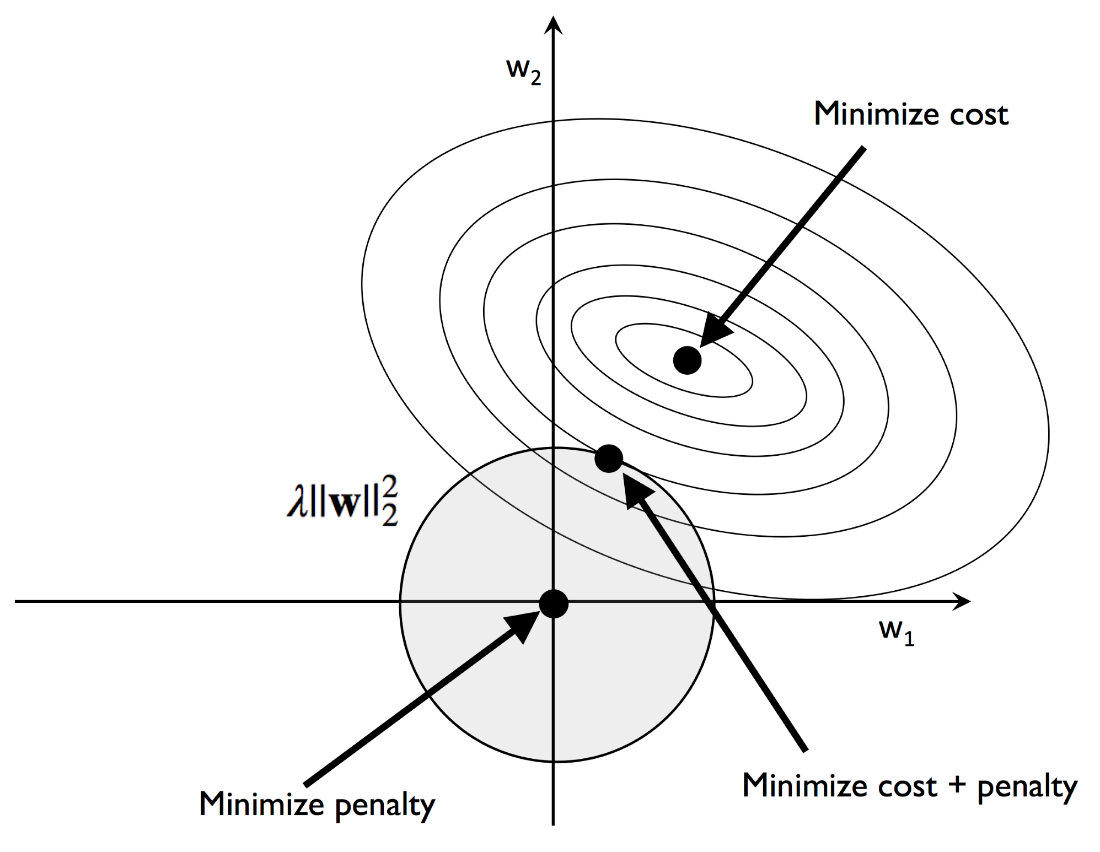 w₂
Minimize cost
λ||w||₂²
w₁
Minimize penalty
Minimize cost + penalty